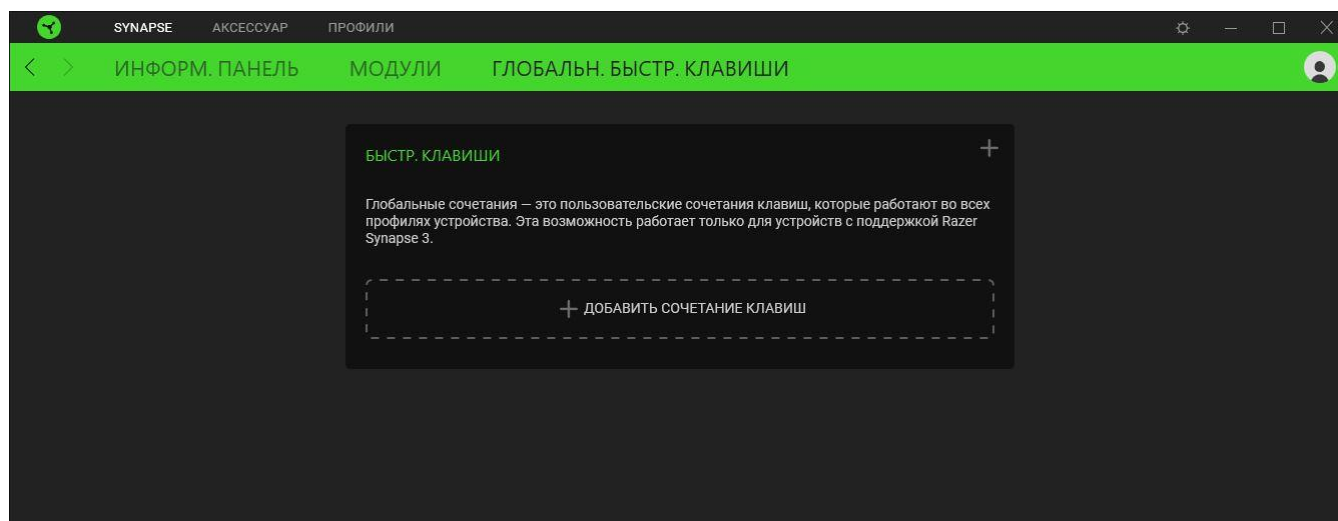 SYNAPSE АКСЕССУАР ПРОФИЛИ
ИНФОРМ. ПАНЕЛЬ МОДУЛИ ГЛОБАЛЬН. БЫСТР. КЛАВИШИ
БЫСТР. КЛАВИШИ
Глобальные сочетания — это пользовательские сочетания клавиш, которые работают во всех
профилях устройства. Эта возможность работает только для устройств с поддержкой Razer
Synapse 3.
ДОБАВИТЬ СОЧЕТАНИЕ КЛАВИШ